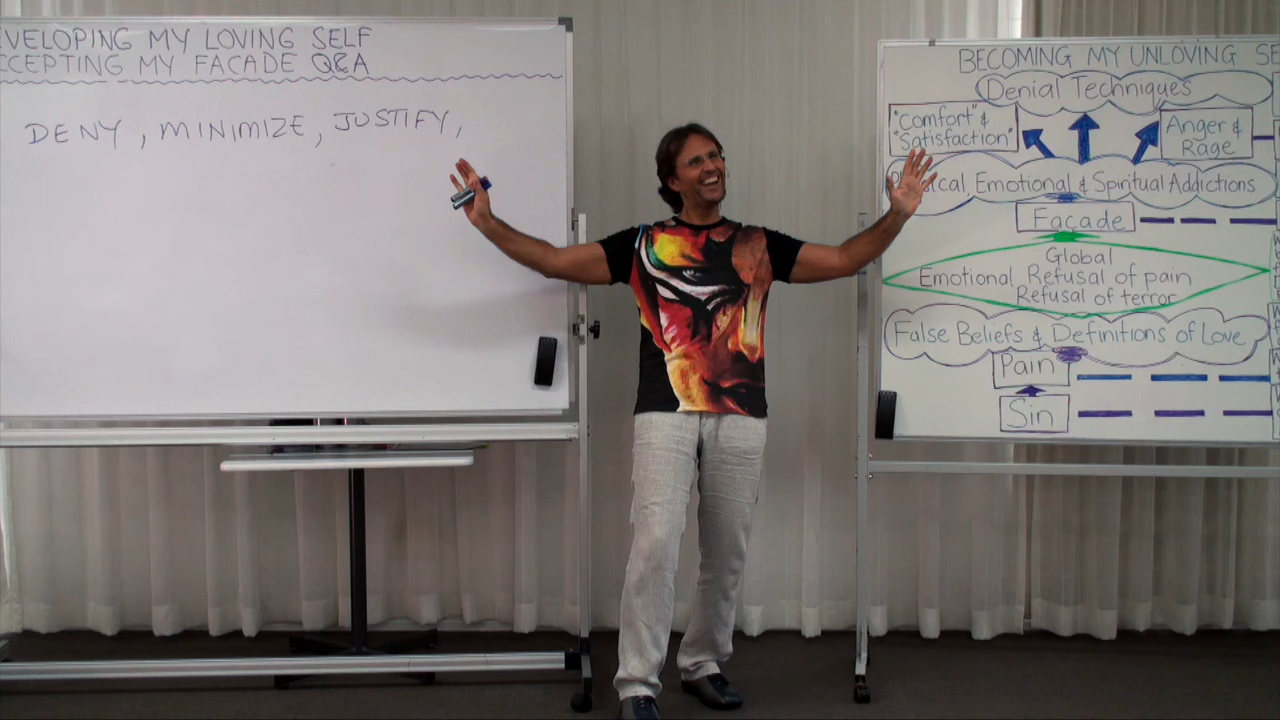 EVELOPING MY LOVING SELF
CCEPTING MY FACADE Q&A
DENY, MINIMIZE, JUSTIFY,
BECOMING MY UNLOVING SE
Denial Techniques
"Comfort" &
"Satisfaction"
Anger &
Rage
Emotional & Spiritual Addictions
Façade
Global
Emotional Refusal of pain
Refusal of terror
False Beliefs & Definitions of Love
Pain
Sin